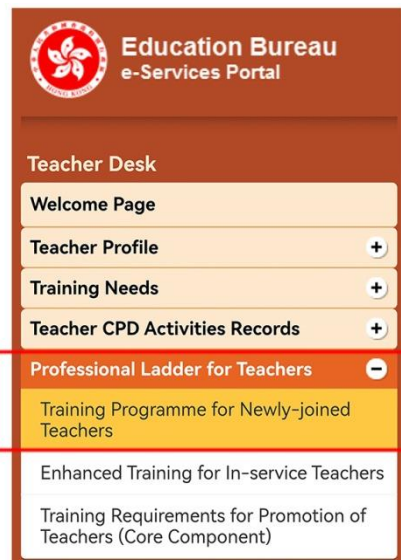 Education Bureau
e-Services Portal
HONG KONG
Teacher Desk
Welcome Page
Teacher Profile
Training Needs
Teacher CPD Activities Records
Professional Ladder for Teachers
Training Programme for Newly-joined
Teachers
Enhanced Training for In-service Teachers
Training Requirements for Promotion of
Teachers (Core Component)